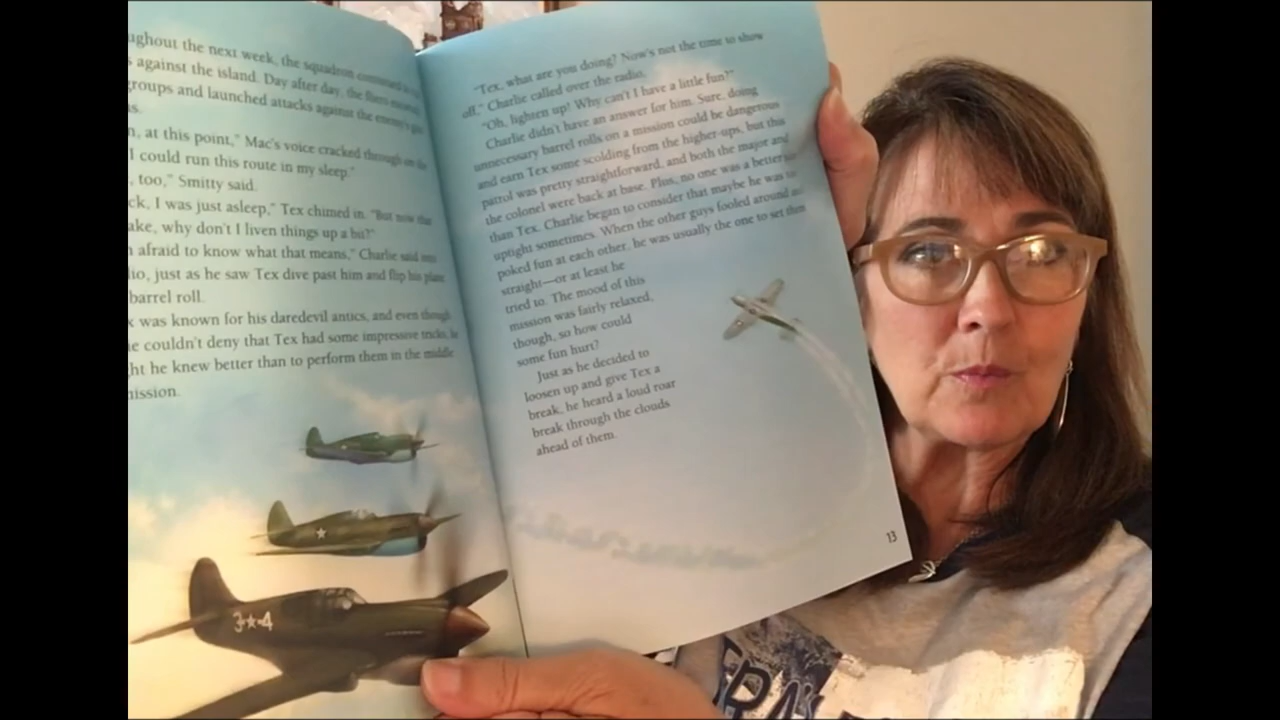 ughout the next week, the squadron continued
s against the island. Day after day, the fliers
groups and launched attacks against the enemy's
s.
n, at this point," Mac's voice cracked through
I could run this route in my sleep."
, too," Smitty said.
ck, I was just asleep," Tex chimed in. "But now that
ake, why don't I liven things up a bit?"
afraid to know what that means," Charlie said into
io, just as he saw Tex dive past him and flip his plane
barrel roll.
x was known for his daredevil antics, and even though
e couldn't deny that Tex had some impressive tricks, he
ht he knew better than to perform them in the middle
ission.
3★4
"Tex, what are you doing? Now's not the time to show
off," Charlie called over the radio.
"Oh, lighten up! Why can't I have a little fun?"
Charlie didn't have an answer for him. Sure, doing
unnecessary barrel rolls on a mission could be dangerous
and earn Tex some scolding from the higher-ups, but this
patrol was pretty straightforward, and both the major and
the colonel were back at base. Plus, no one was a better
than Tex. Charlie began to consider that maybe he was
uptight sometimes. When the other guys fooled around
poked fun at each other, he was usually the one to set them
straight—or at least he
tried to. The mood of this
mission was fairly relaxed,
though, so how could
some fun hurt?
Just as he decided to
loosen up and give Tex a
break, he heard a loud roar
break through the clouds
ahead of them.
13